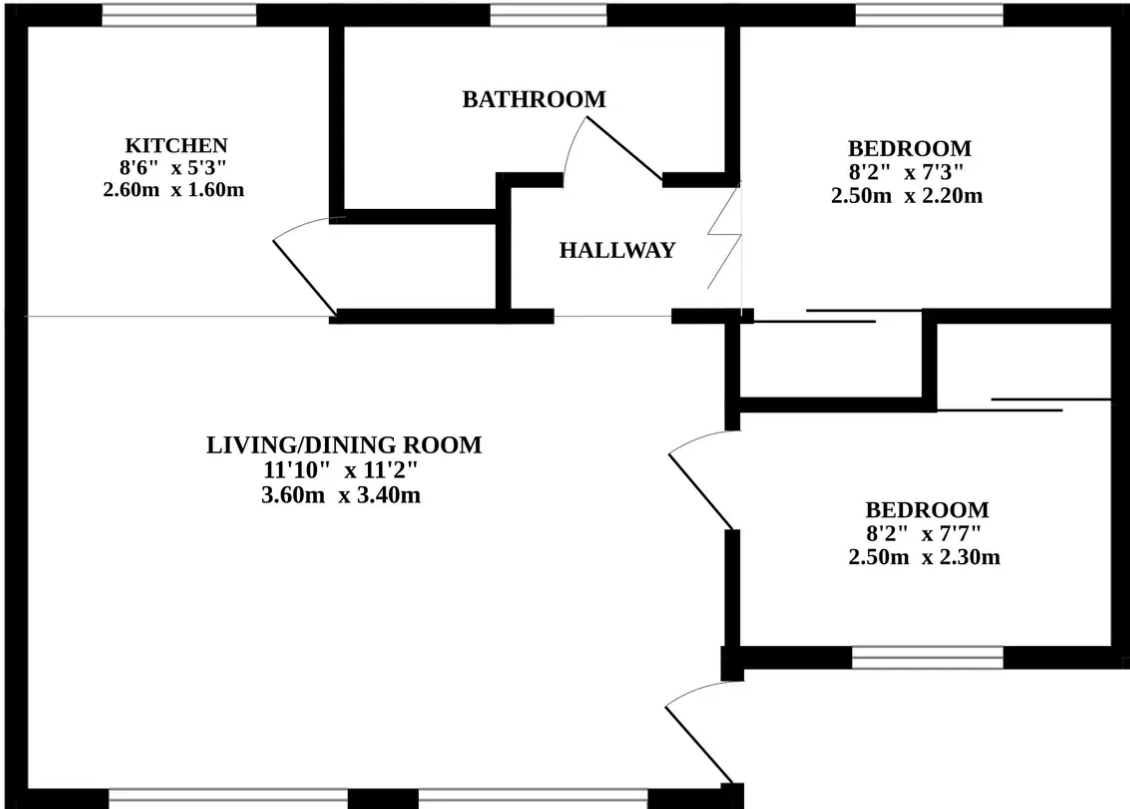 KITCHEN
8'6" x 5'3"
2.60m x 1.60m
BATHROOM
BEDROOM
8'2" x 7'3"
2.50m x 2.20m
HALLWAY
LIVING/DINING ROOM
11'10" x 11'2"
3.60m x 3.40m
BEDROOM
8'2" x 7'7"
2.50m x 2.30m